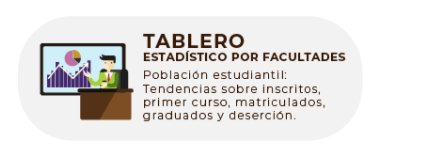 TABLERO
ESTADÍSTICO POR FACULTADES
Población estudiantil:
Tendencias sobre inscritos,
primer curso, matriculados,
graduados y deserción.